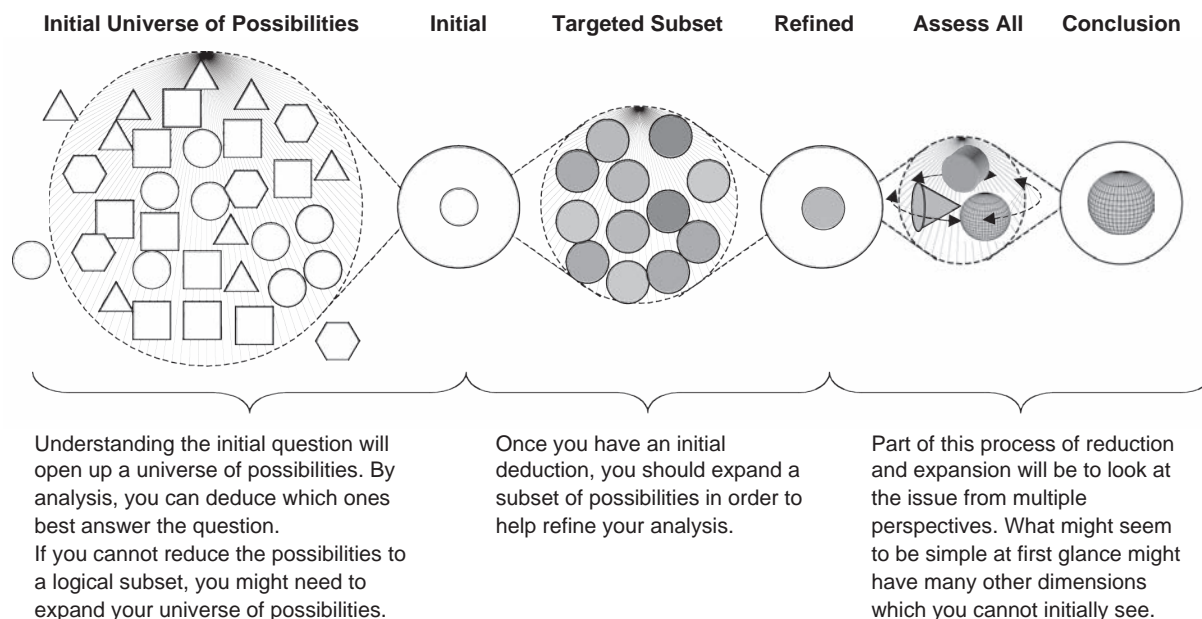 Initial Universe of Possibilities Initial Targeted Subset Refined Assess All Conclusion
Understanding the initial question will
open up a universe of possibilities. By
analysis, you can deduce which ones
best answer the question.
If you cannot reduce the possibilities to
a logical subset, you might need to
expand your universe of possibilities.
Once you have an initial
deduction, you should expand a
subset of possibilities in order to
help refine your analysis.
Part of this process of reduction
and expansion will be to look at
the issue from multiple
perspectives. What might seem
to be simple at first glance might
have many other dimensions
which you cannot initially see.